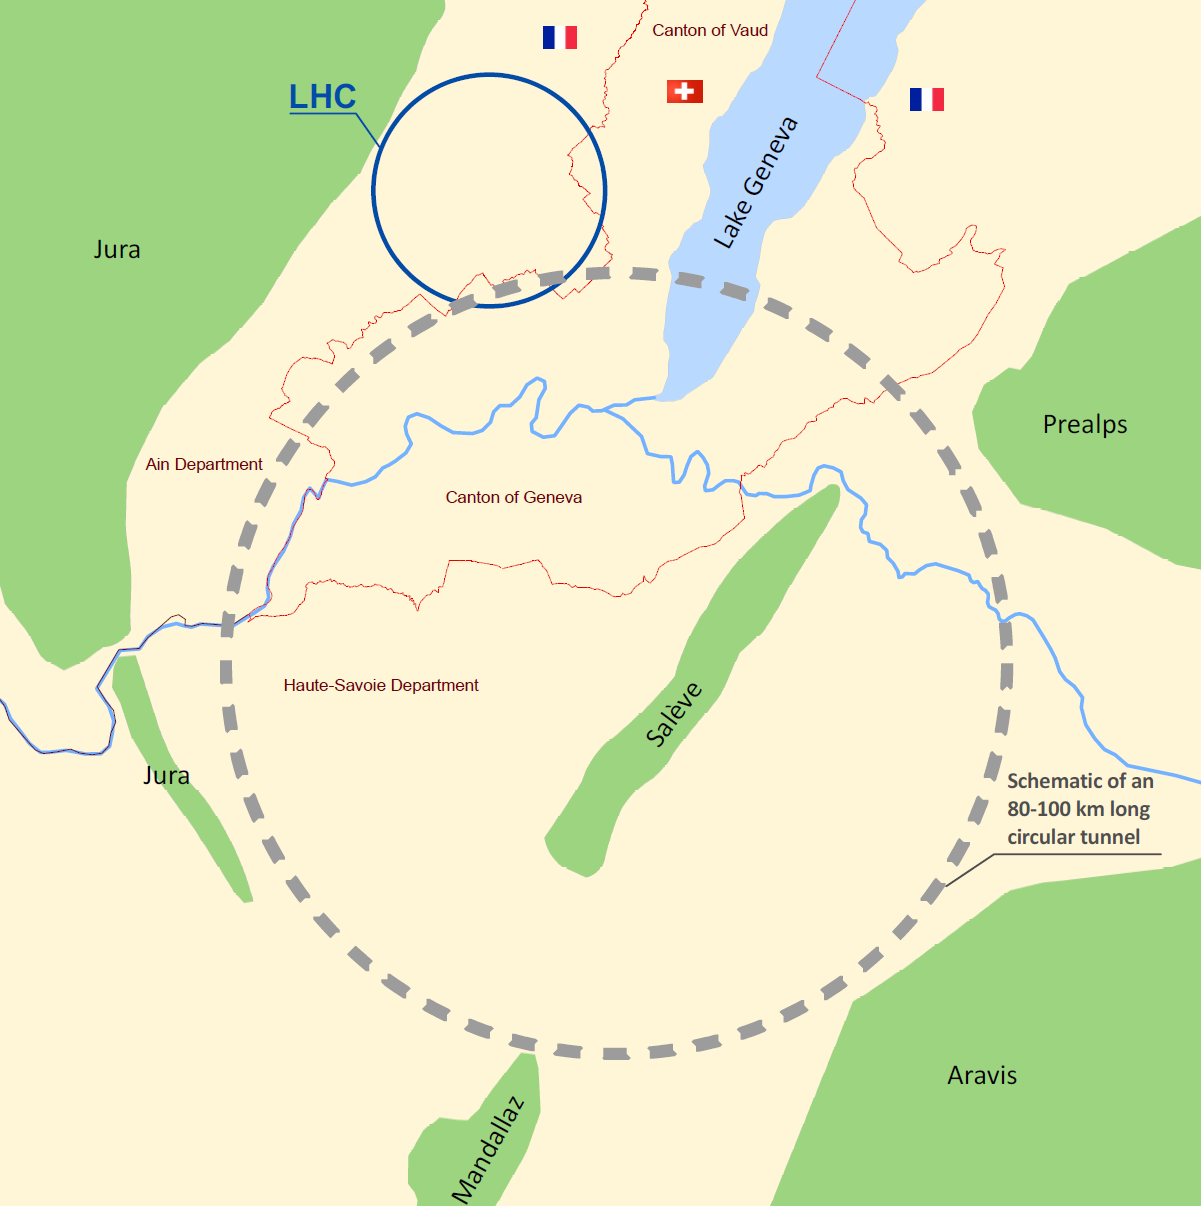 Canton of Vaud
LHC
Lake Geneva
Jura
Prealps
Ain Department
Canton of Geneva
Haute-Savoie Department
Salève
Jura
Schematic of an
80-100 km long
circular tunnel
Aravis
Mandallaz